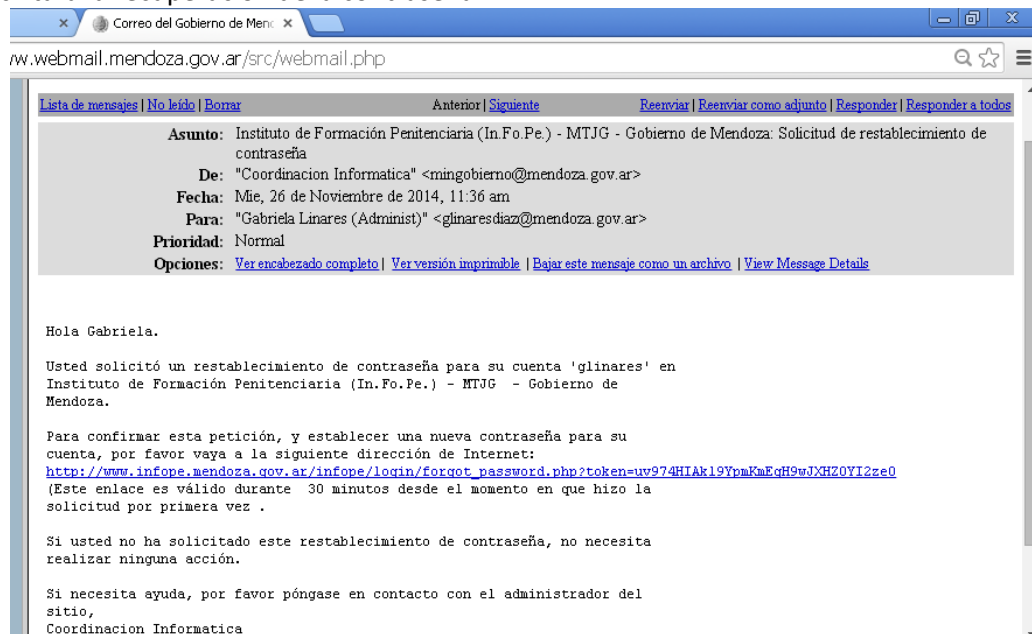 Correo del Gobierno de Mend
.webmail.mendoza.gov.ar/src/webmail.php
Lista de mensajes | No leído | Borrar Anterior | Siguiente Reenviar | Reenviar como adjunto | Responder | Responder a todos
Asunto: Instituto de Formación Penitenciaria (In.Fo.Pe.) - MTJG - Gobierno de Mendoza: Solicitud de restablecimiento de
contraseña
De: "Coordinacion Informatica" <mingobierno@mendoza.gov.ar>
Fecha: Mie, 26 de Noviembre de 2014, 11:36 am
Para: "Gabriela Linares (Administ)" <glinaresdiaz@mendoza.gov.ar>
Prioridad: Normal
Opciones: Ver encabezado completo | Ver versión imprimible | Bajar este mensaje como un archivo | View Message Details
Hola Gabriela.
Usted solicitó un restablecimiento de contraseña para su cuenta 'glinares' en
Instituto de Formación Penitenciaria (In.Fo.Pe.) - MTJG - Gobierno de
Mendoza.
Para confirmar esta petición, y establecer una nueva contraseña para su
cuenta, por favor vaya a la siguiente dirección de Internet:
http://www.infope.mendoza.gov.ar/infope/login/forgot_password.php?token=uv974HIAk19YpmKmEqH9wJXHZ0YI2ze0
(Este enlace es válido durante 30 minutos desde el momento en que hizo la
solicitud por primera vez .
Si usted no ha solicitado este restablecimiento de contraseña, no necesita
realizar ninguna acción.
Si necesita ayuda, por favor póngase en contacto con el administrador del
sitio,
Coordinacion Informatica